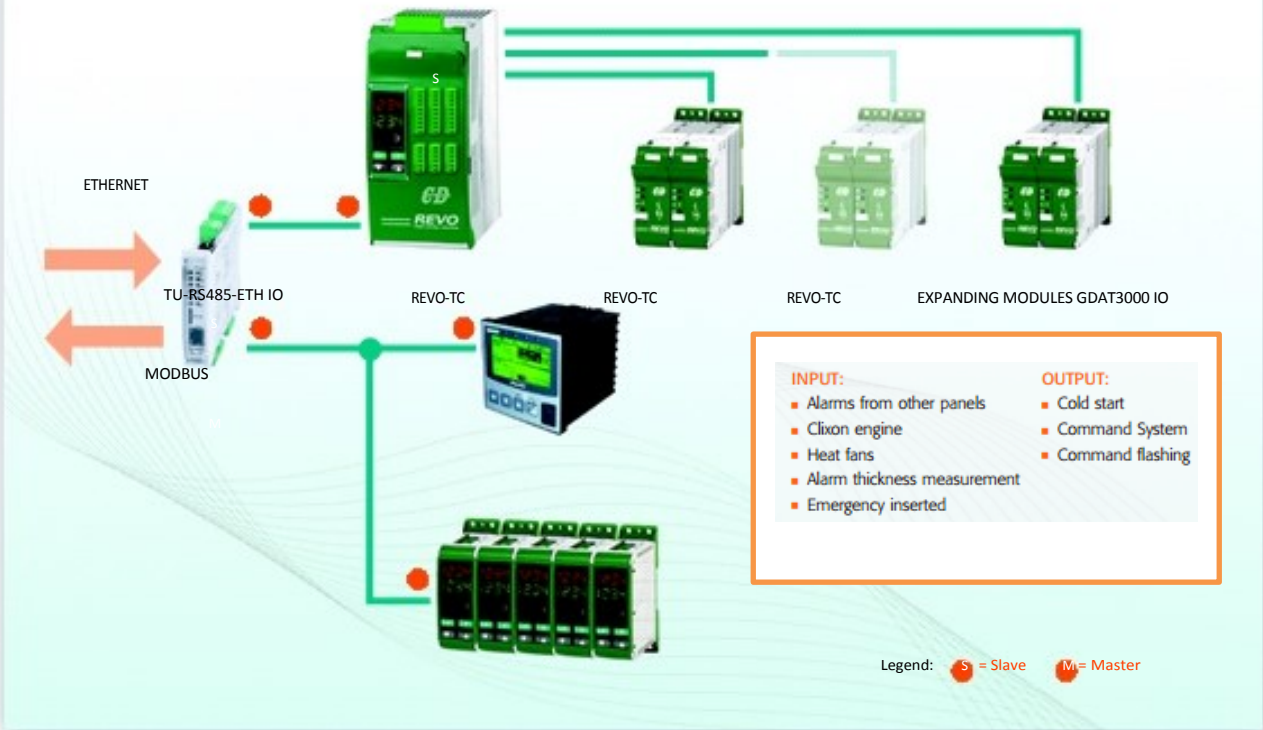 S
CD
REVO
ETHERNET
TU-RS485-ETH IO
REVO-TC
REVO-TC
REVO-TC
EXPANDING MODULES GDAT3000 IO
MODBUS
INPUT:
▪ Alarms from other panels
▪ Clixon engine
▪ Heat fans
▪ Alarm thickness measurement
▪ Emergency inserted
OUTPUT:
▪ Cold start
▪ Command System
▪ Command flashing
Legend: S = Slave M = Master